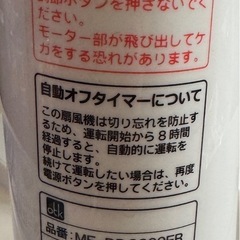 ください。
モーター部が飛び出してケ
ガをする恐れがあります。
自動オフタイマーについて
この扇風機は切り忘れを防止す
るため、運転開始から8時間
経過すると、自動的に運転を
停止します。
続けて運転したい場合は、再度
電源ボタンを押してください。
品番: